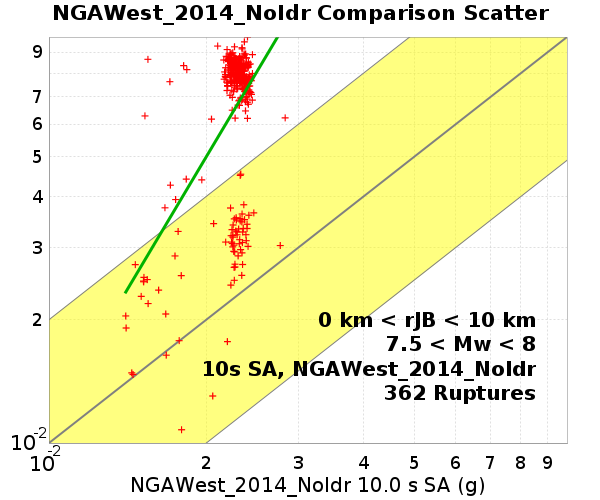 NGAWest_2014_NoIdr Comparison Scatter
9
7
6
5
4
3
2
10-2
0 km < rJB < 10 km
7.5 < Mw < 8
10s SA, NGAWest_2014_NoIdr
362 Ruptures
10-2 2 3 4 5 6 7 8 9
NGAWest_2014_NoIdr 10.0 s SA (g)